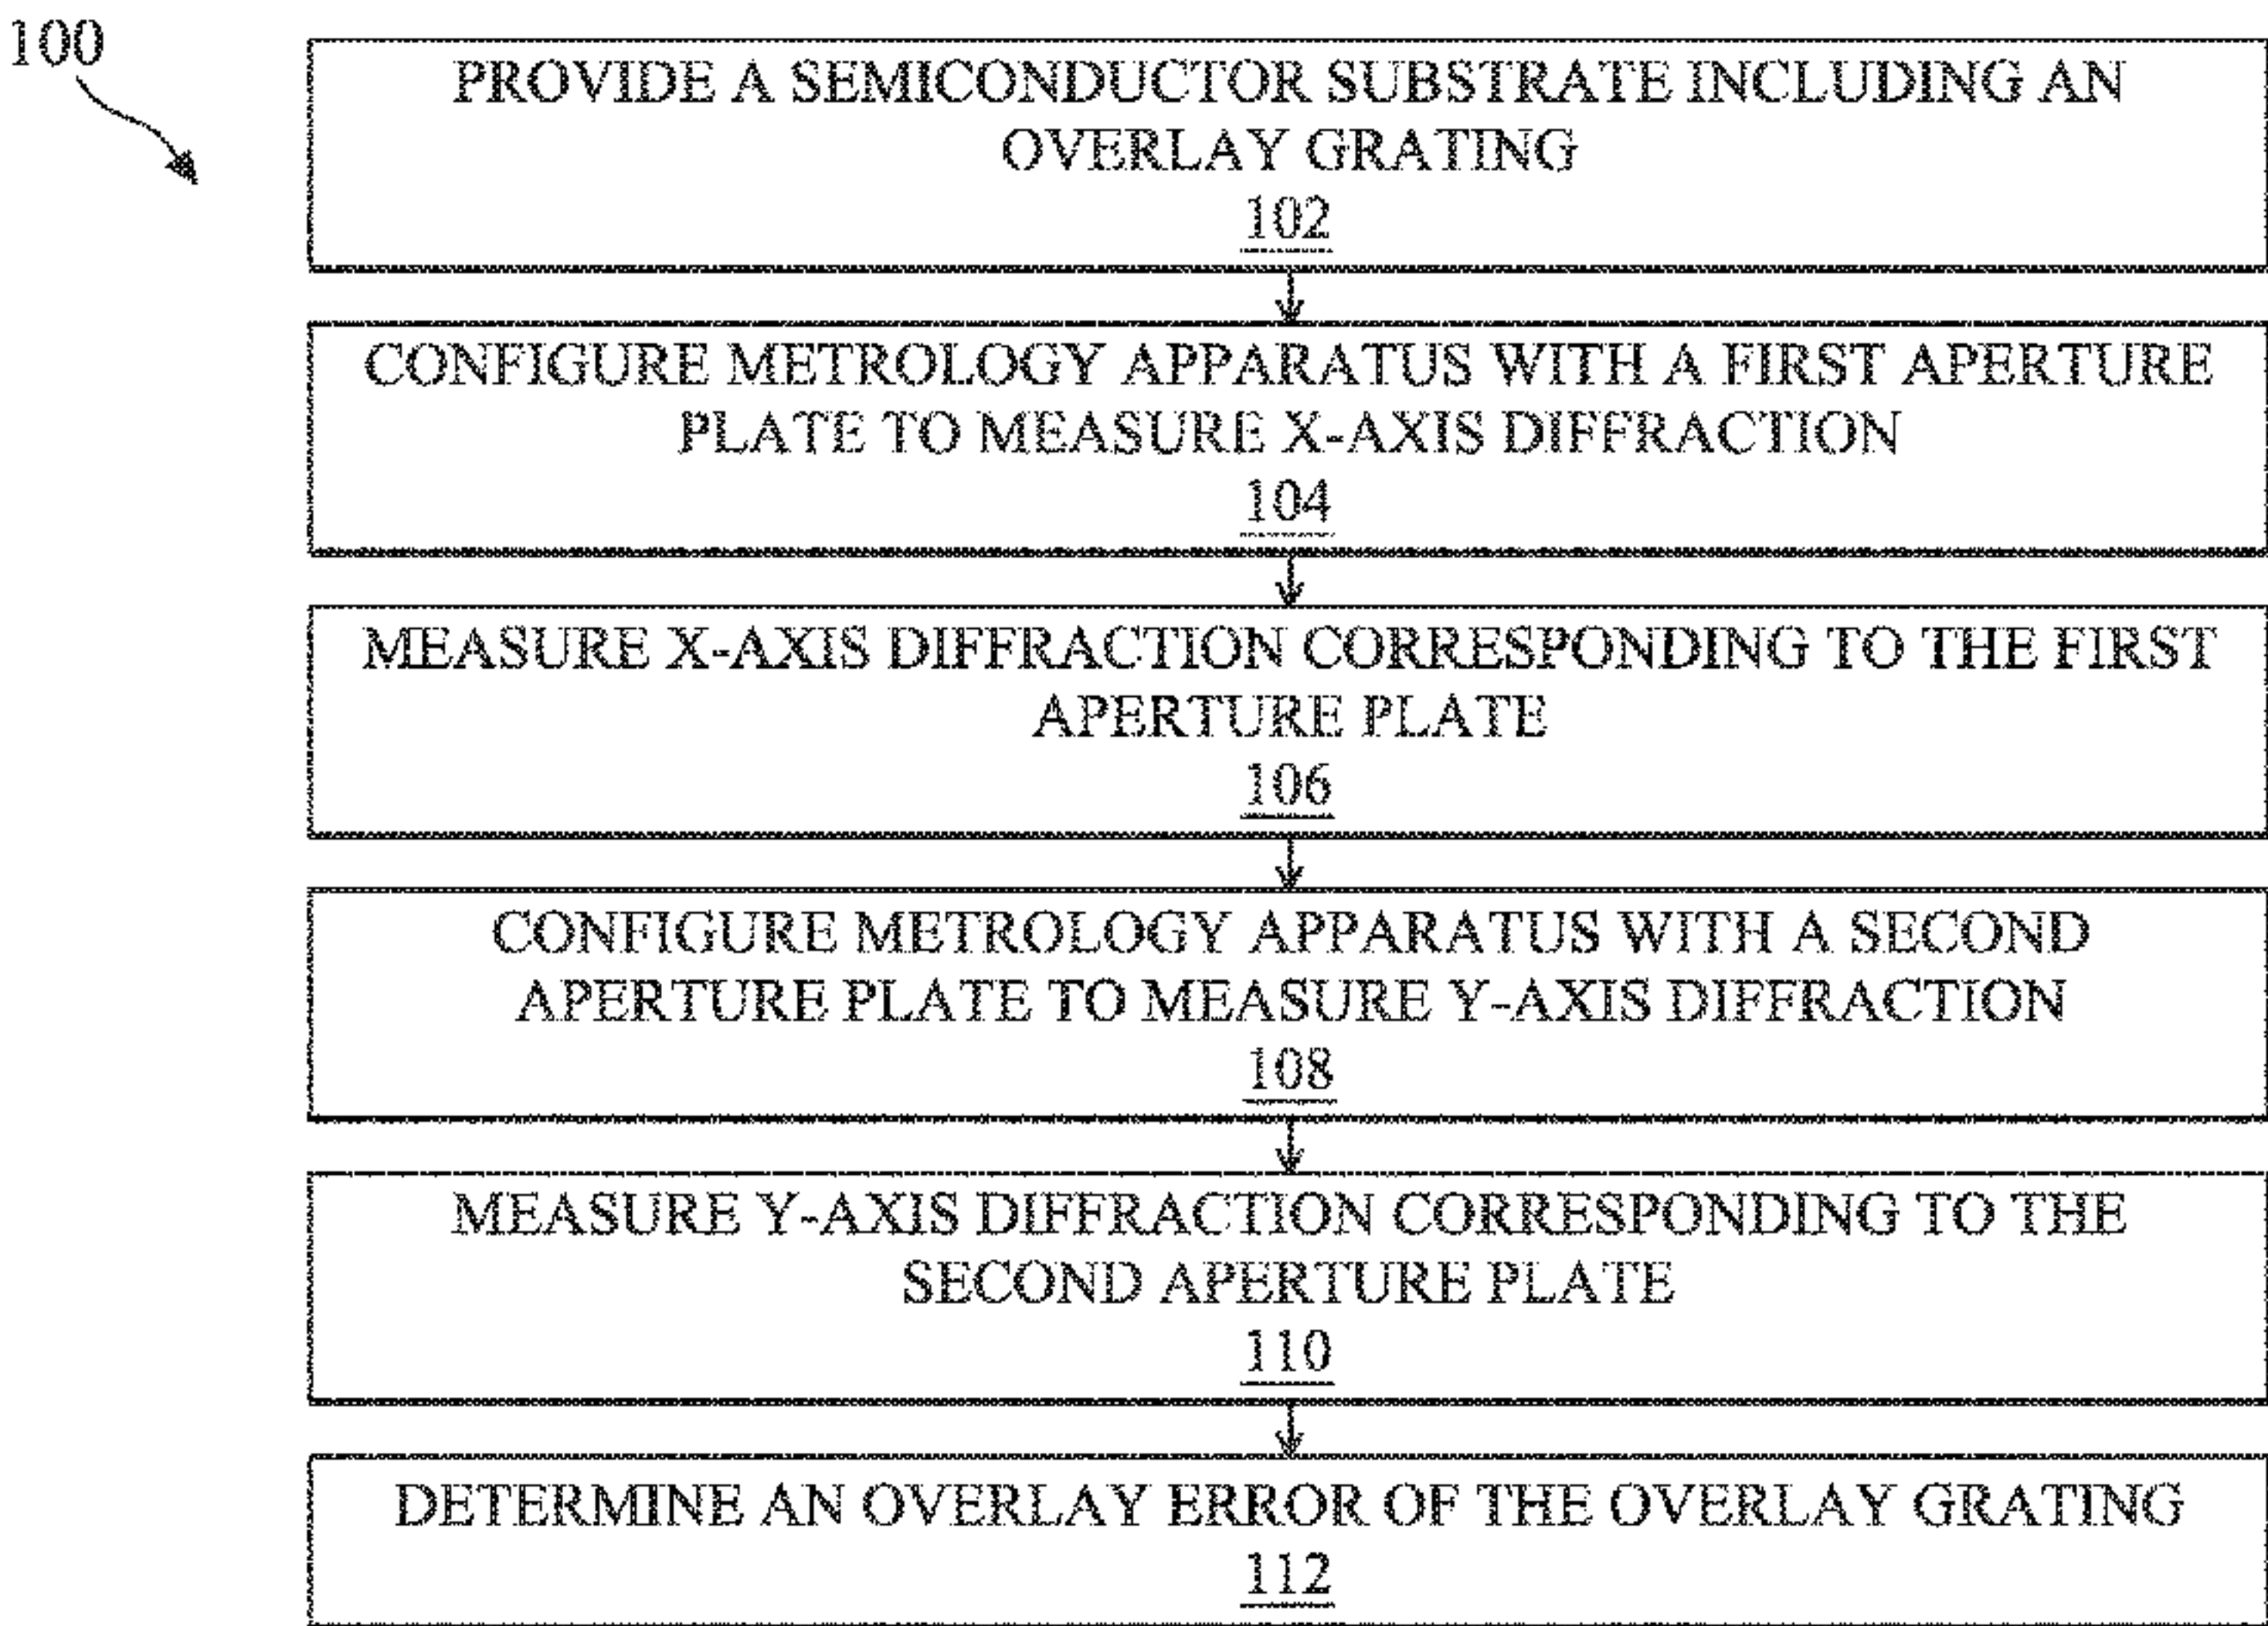 100
PROVIDE A SEMICONDUCTOR SUBSTRATE INCLUDING AN
OVERLAY GRATING
102
CONFIGURE METROLOGY APPARATUS WITH A FIRST APERTURE
PLATE TO MEASURE X-AXIS DIFFRACTION
104
MEASURE X-AXIS DIFFRACTION CORRESPONDING TO THE FIRST
APERTURE PLATE
106
CONFIGURE METROLOGY APPARATUS WITH A SECOND
APERTURE PLATE TO MEASURE Y-AXIS DIFFRACTION
108
MEASURE Y-AXIS DIFFRACTION CORRESPONDING TO THE
SECOND APERTURE PLATE
110
DETERMINE AN OVERLAY ERROR OF THE OVERLAY GRATING
112